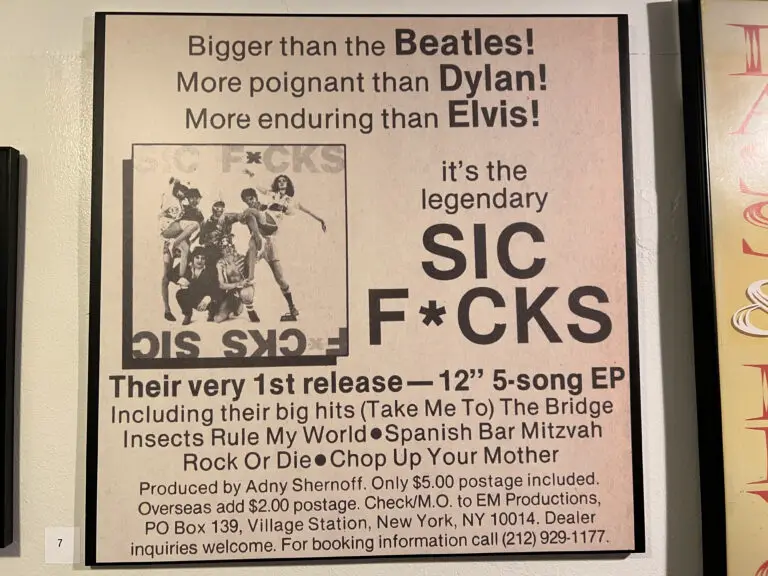 Bigger than the Beatles!
More poignant than Dylan!
More enduring than Elvis!
SIC F*CKS
SIC F*CKS
it's the
legendary
SIC
F*CKS
Their very 1st release—12" 5-song EP
Including their big hits (Take Me To) The Bridge
Insects Rule My World●Spanish Bar Mitzvah
Rock Or Die●Chop Up Your Mother
Produced by Adny Shernoff. Only $5.00 postage included.
Overseas add $2.00 postage. Check/M.O. to EM Productions,
PO Box 139, Village Station, New York, NY 10014. Dealer
inquiries welcome. For booking information call (212) 929-1177.
7